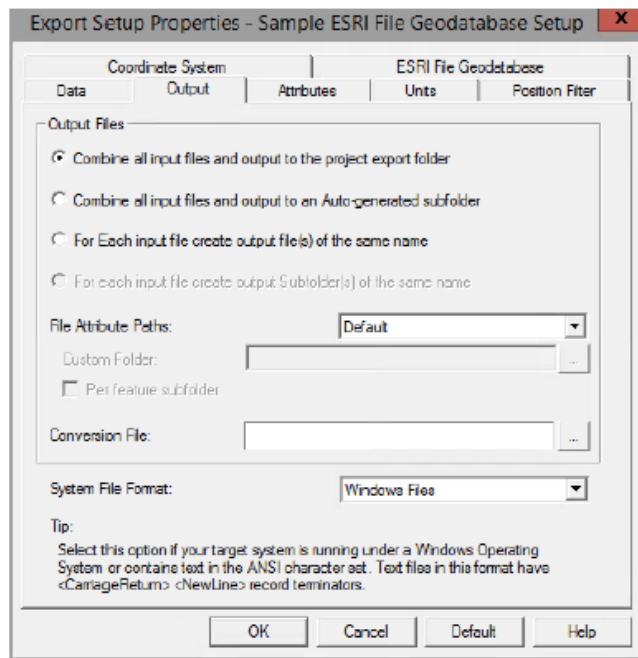 Export Setup Properties - Sample ESRI File Geodatabase Setup X
Coordinate System ESRI File Geodatabase
Data Output Attributes Units Position Filter
Output Files
Combine all input files and output to the project export folder
Combine all input files and output to an Auto-generated subfolder
For Each input file create output file(s) of the same name
For each input file create output Subfolder(s) of the same name
File Attribute Paths: Default
Custom Folder: ...
Per feature subfolder
Conversion File: ...
System File Format: Windows Files
Tip:
Select this option if your target system is running under a Windows Operating
System or contains text in the ANSI character set. Text files in this format have
<CarriageReturn> <NewLine> record terminators.
OK Cancel Default Help